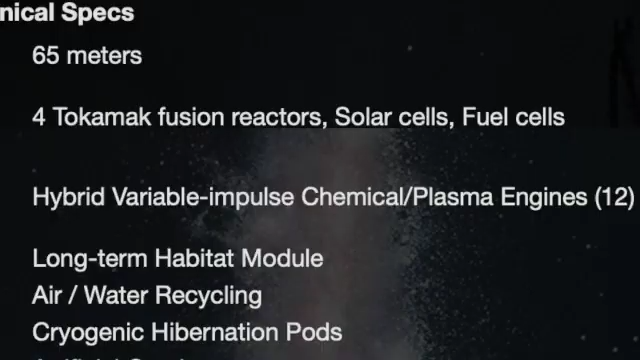 nical Specs
65 meters
4 Tokamak fusion reactors, Solar cells, Fuel cells
Hybrid Variable-impulse Chemical/Plasma Engines (12)
Long-term Habitat Module
Air / Water Recycling
Cryogenic Hibernation Pods